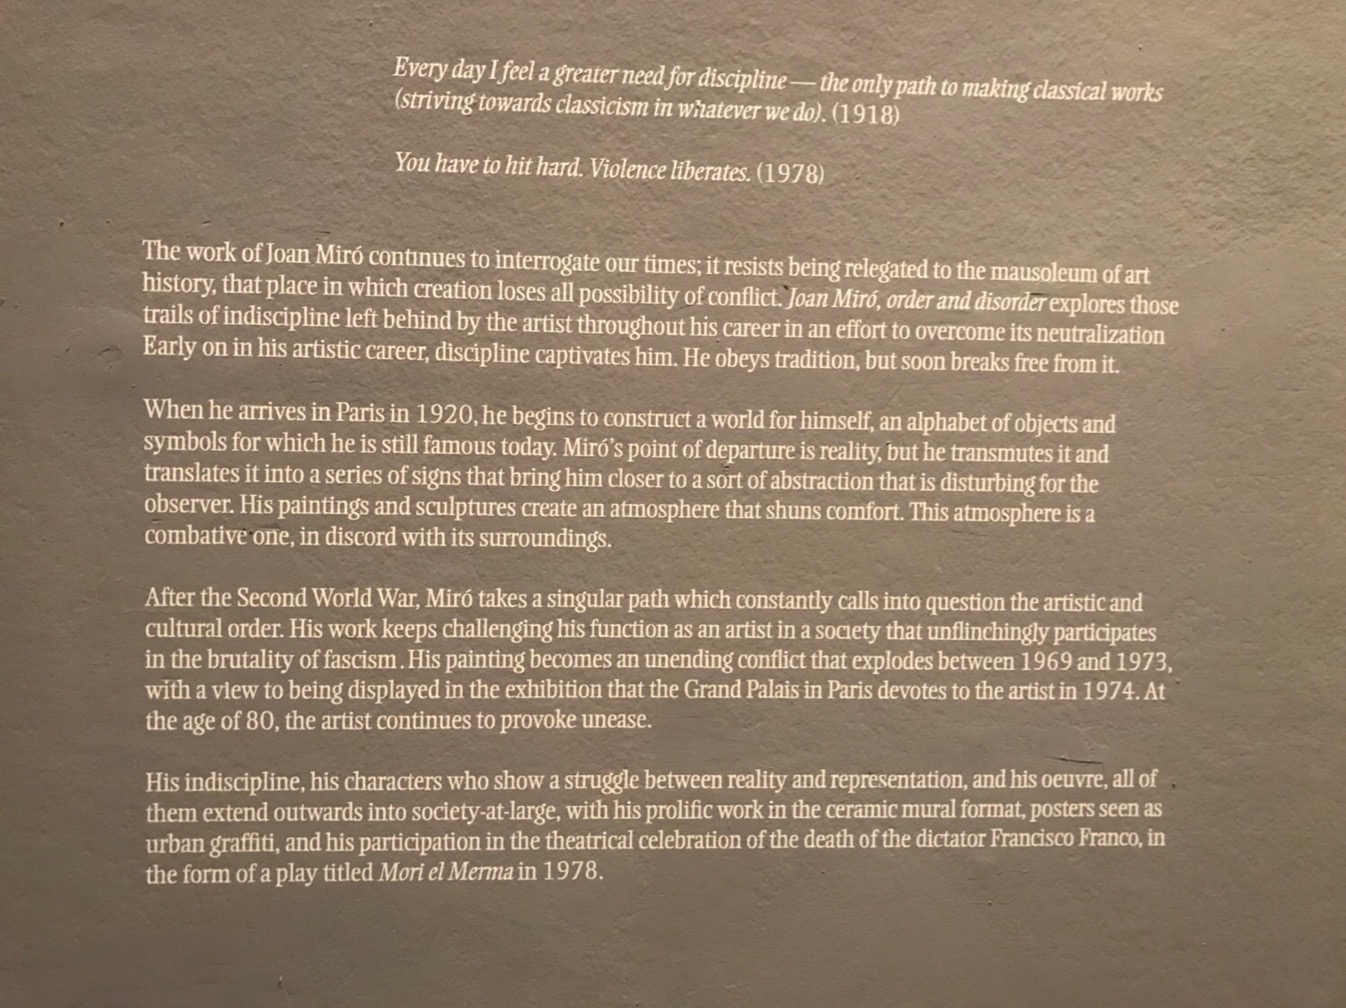 Every day I feel a greater need for discipline — the only path to making classical works
(striving towards classicism in whatever we do). (1918)
You have to hit hard. Violence liberates. (1978)
The work of Joan Miró continues to interrogate our times; it resists being relegated to the mausoleum of art
history, that place in which creation loses all possibility of conflict. Joan Miró, order and disorder explores those
trails of indiscipline left behind by the artist throughout his career in an effort to overcome its neutralization
Early on in his artistic career, discipline captivates him. He obeys tradition, but soon breaks free from it.
When he arrives in Paris in 1920, he begins to construct a world for himself, an alphabet of objects and
symbols for which he is still famous today. Miró's point of departure is reality, but he transmutes it and
translates it into a series of signs that bring him closer to a sort of abstraction that is disturbing for the
observer. His paintings and sculptures create an atmosphere that shuns comfort. This atmosphere is a
combative one, in discord with its surroundings.
After the Second World War, Miró takes a singular path which constantly calls into question the artistic and
cultural order. His work keeps challenging his function as an artist in a society that unflinchingly participates
in the brutality of fascism. His painting becomes an unending conflict that explodes between 1969 and 1973,
with a view to being displayed in the exhibition that the Grand Palais in Paris devotes to the artist in 1974. At
the age of 80, the artist continues to provoke unease.
His indiscipline, his characters who show a struggle between reality and representation, and his oeuvre, all of
them extend outwards into society-at-large, with his prolific work in the ceramic mural format, posters seen as
urban graffiti, and his participation in the theatrical celebration of the death of the dictator Francisco Franco, in
the form of a play titled Mori el Merma in 1978.